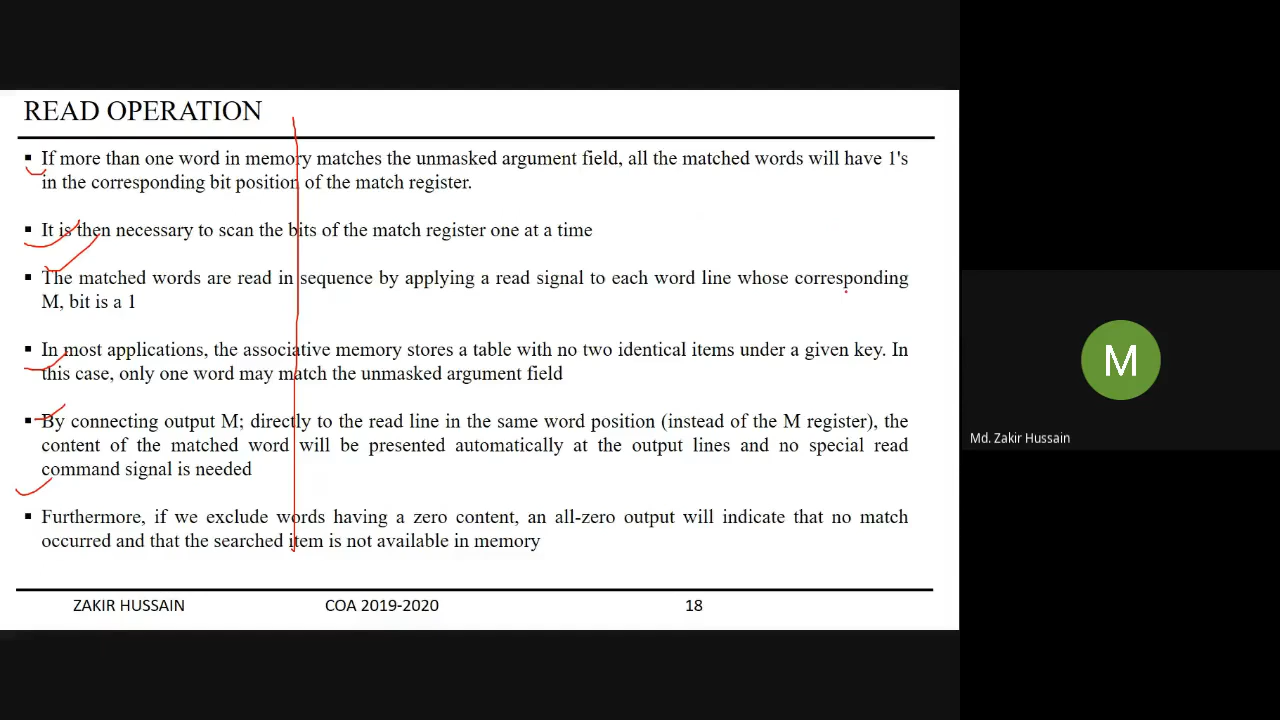 READ OPERATION
▪ If more than one word in memory matches the unmasked argument field, all the matched words will have 1's
in the corresponding bit position of the match register.
▪ It is then necessary to scan the bits of the match register one at a time
▪ The matched words are read in sequence by applying a read signal to each word line whose corresponding
M, bit is a 1
▪ In most applications, the associative memory stores a table with no two identical items under a given key. In
this case, only one word may match the unmasked argument field
▪ By connecting output M; directly to the read line in the same word position (instead of the M register), the
content of the matched word will be presented automatically at the output lines and no special read
command signal is needed
▪ Furthermore, if we exclude words having a zero content, an all-zero output will indicate that no match
occurred and that the searched item is not available in memory
ZAKIR HUSSAIN COA 2019-2020 18
M
Md. Zakir Hussain